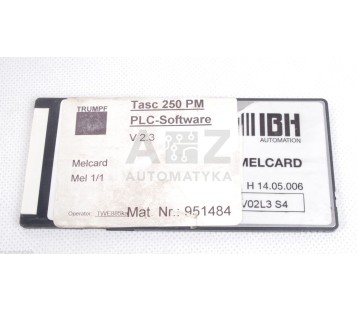 TRUMPF
Tasc 250 PM
PLC-Software
V 2.3
Melcard
Mel 1/1
Operator:
Mat Nr.: 951484
IBH
AUTOMATION
MELCARD
H 14.05.006
V02L3 S4
AUTOMATYKA